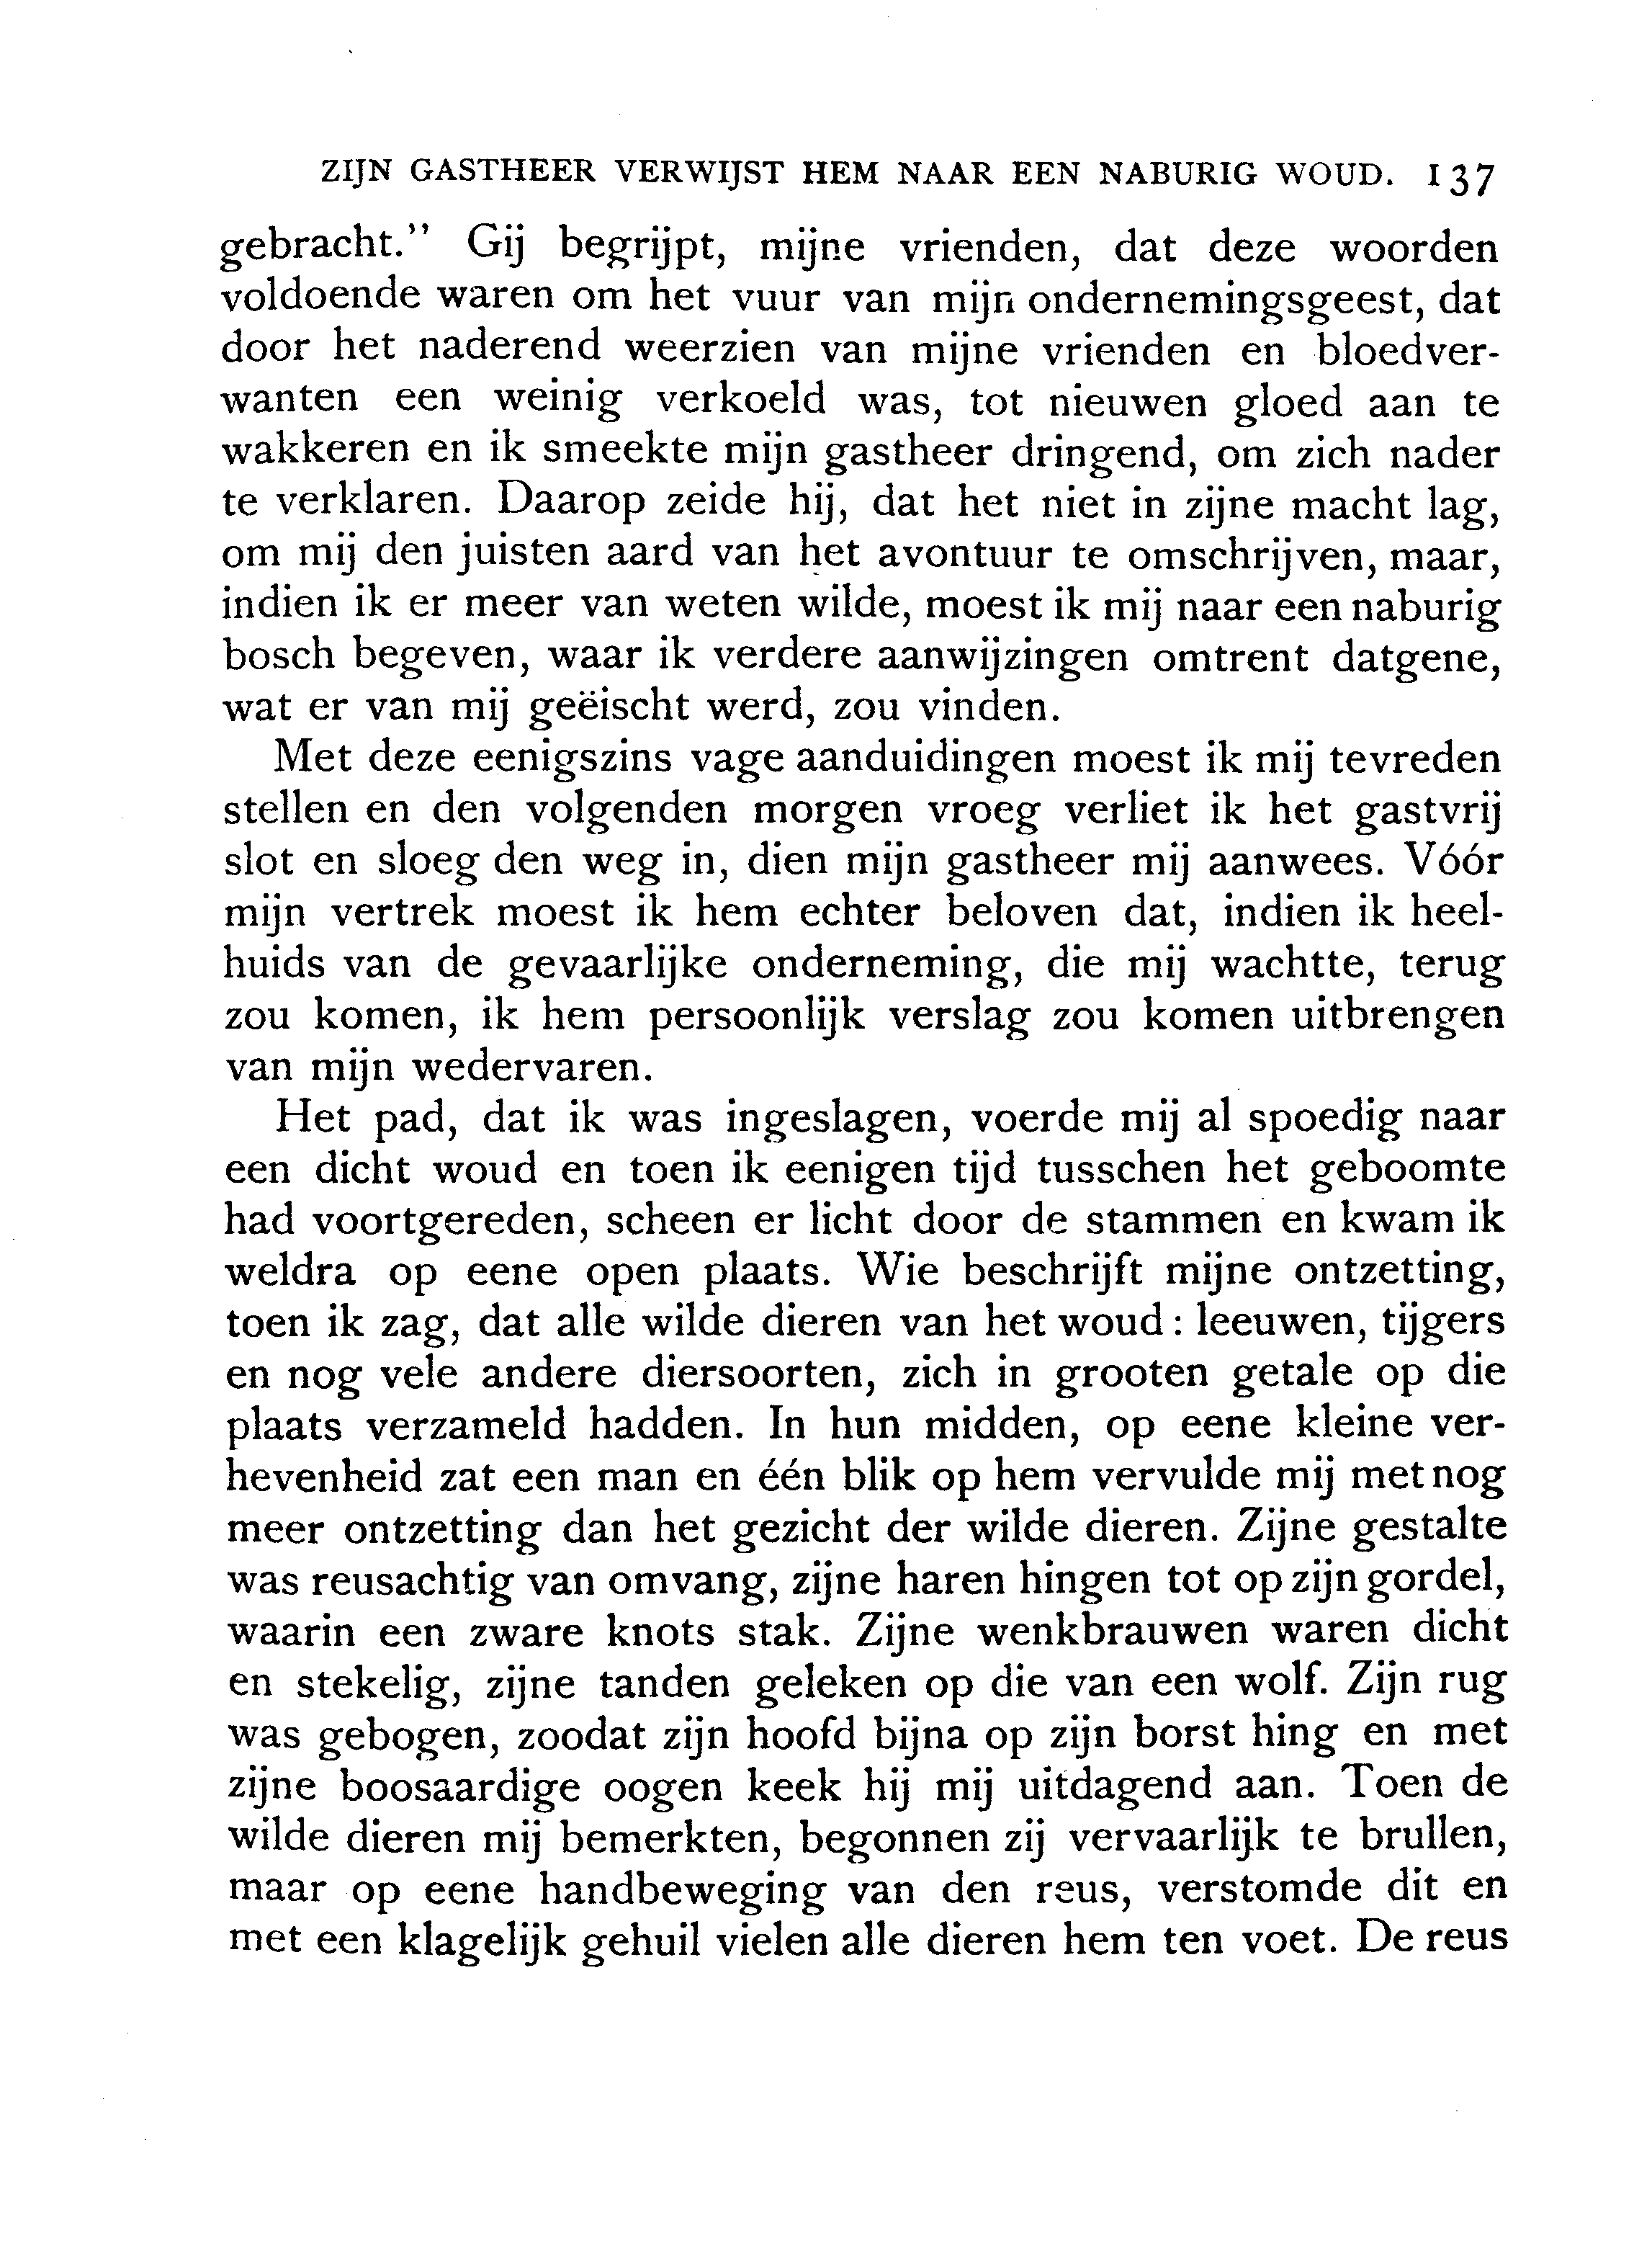 ZIJN GASTHEER VERWIJST HEM NAAR EEN NABURIG WOUD. 137
gebracht.” Gij begrijpt, mijne vrienden, dat deze woorden
voldoende waren om het vuur van mijn ondernemingsgeest, dat
door het naderend weerzien van mijne vrienden en bloedver-
wanten een weinig verkoeld was, tot nieuwen gloed aan te
wakkeren en ik smeekte mijn gastheer dringend, om zich nader
te verklaren. Daarop zeide hij, dat het niet in zijne macht lag,
om mij den juisten aard van het avontuur te omschrijven, maar,
indien ik er meer van weten wilde, moest ik mij naar een naburig
bosch begeven, waar ik verdere aanwijzingen omtrent datgene,
wat er van mij geëischt werd, zou vinden.
Met deze eenigszins vage aanduidingen moest ik mij tevreden
stellen en den volgenden morgen vroeg verliet ik het gastvrij
slot en sloeg den weg in, dien mijn gastheer mij aanwees. Vóór
mijn vertrek moest ik hem echter beloven dat, indien ik heel-
huids van de gevaarlijke onderneming, die mij wachtte, terug
zou komen, ik hem persoonlijk verslag zou komen uitbrengen
van mijn wedervaren.
Het pad, dat ik was ingeslagen, voerde mij al spoedig naar
een dicht woud en toen ik eenigen tijd tusschen het geboomte
had voortgereden, scheen er licht door de stammen en kwam ik
weldra op eene open plaats. Wie beschrijft mijne ontzetting,
toen ik zag, dat alle wilde dieren van het woud: leeuwen, tijgers
en nog vele andere diersoorten, zich in grooten getale op die
plaats verzameld hadden. In hun midden, op eene kleine ver-
hevenheid zat een man en één blik op hem vervulde mij met nog
meer ontzetting dan het gezicht der wilde dieren. Zijne gestalte
was reusachtig van omvang, zijne haren hingen tot op zijn gordel,
waarin een zware knots stak. Zijne wenkbrauwen waren dicht
en stekelig, zijne tanden geleken op die van een wolf. Zijn rug
was gebogen, zoodat zijn hoofd bijna op zijn borst hing en met
zijne boosaardige oogen keek hij mij uitdagend aan. Toen de
wilde dieren mij bemerkten, begonnen zij vervaarlijk te brullen,
maar op eene handbeweging van den reus, verstomde dit en
met een klagelijk gehuil vielen alle dieren hem ten voet. De reus